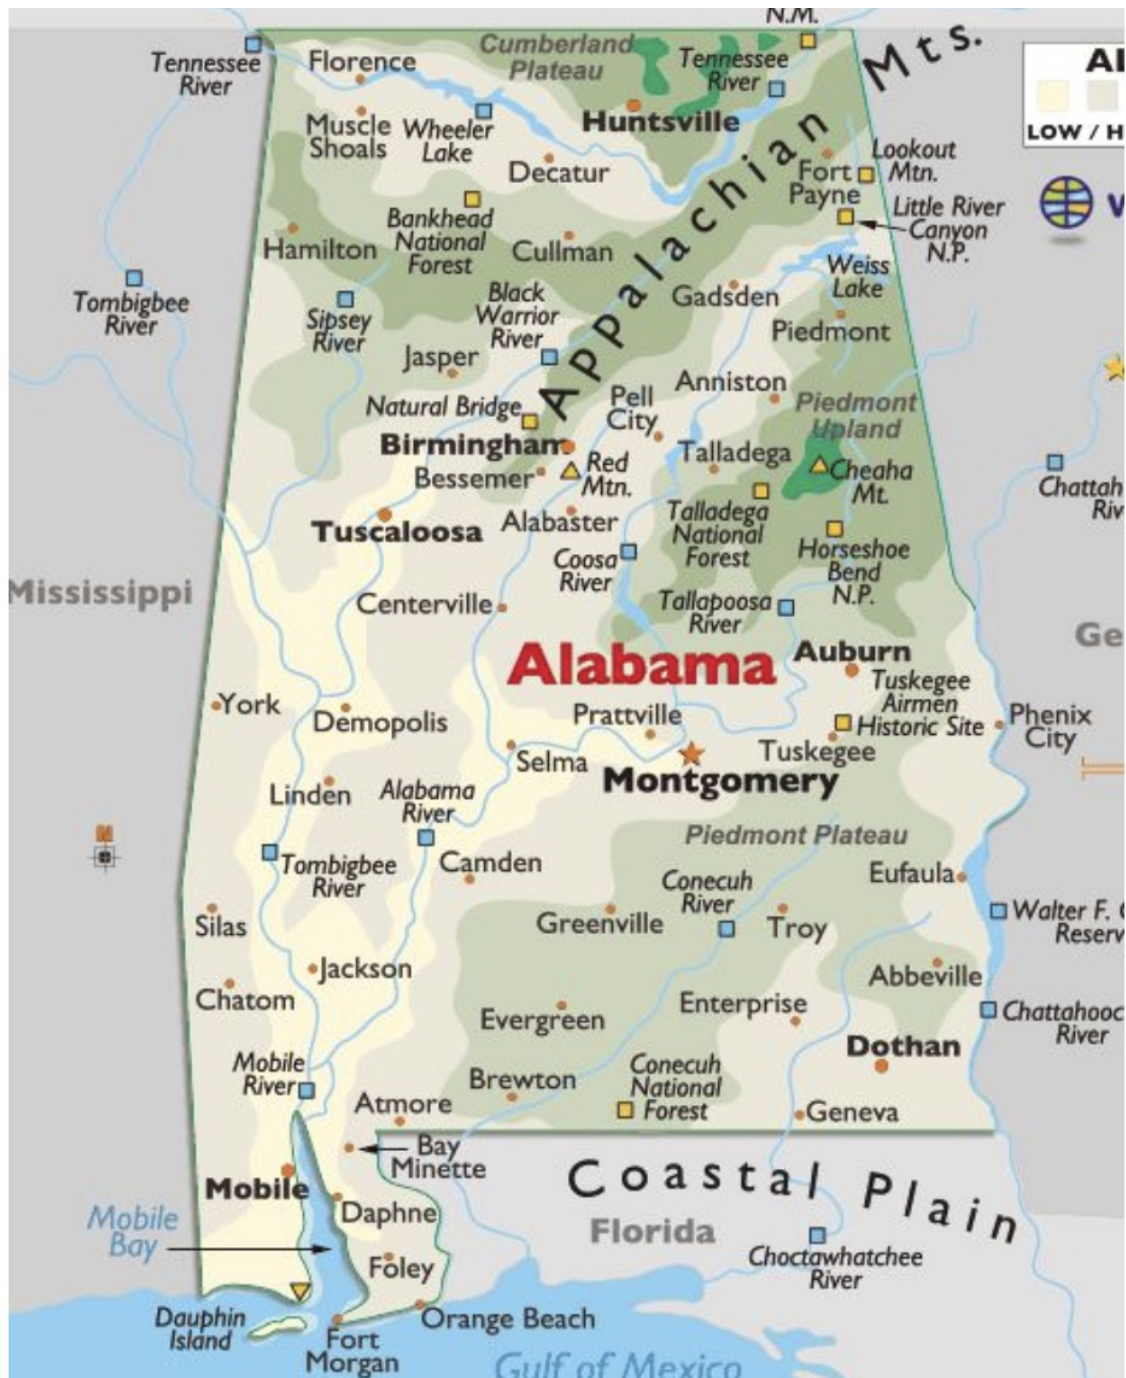 N.M.
Tennessee
River
Florence
Cumberland
Plateau
Tennessee
River
Appalachian Mts.
Al
LOW / H
Muscle
Shoals
Wheeler
Lake
Huntsville
Decatur
Fort
Payne
Lookout
Mtn.
Little River
Canyon
N.P.
Hamilton
Bankhead
National
Forest
Cullman
Weiss
Lake
Tombigbee
River
Sipsey
River
Black
Warrior
River
Gadsden
Piedmont
Jasper
Anniston
Natural Bridge
Pell
City
Piedmont
Upland
Birmingham
Bessemer
Red
Mtn.
Talladega
Cheaha
Mt.
Chattah
Riv
Tuscaloosa
Alabaster
Talladega
National
Forest
Coosa
River
Horseshoe
Bend
N.P.
Mississippi
Centerville
Tallapoosa
River
Ge
Alabama
Auburn
Tuskegee
Airmen
Historic Site
York
Demopolis
Prattville
Phenix
City
Selma
Tuskegee
Montgomery
Linden
Alabama
River
Piedmont Plateau
N
Tombigbee
River
Camden
Conecuh
River
Eufaula
Silas
Greenville
Troy
Walter F.
Reserv
Jackson
Abbeville
Chatom
Evergreen
Enterprise
Chattahooc
River
Dothan
Mobile
River
Brewton
Conecuh
National
Forest
Atmore
Geneva
Bay
Minette
Coastal Plain
Mobile
Daphne
Florida
Mobile
Bay
Foley
Choctawhatchee
River
Dauphin
Island
Orange Beach
Fort
Morgan
Gulf of Mexico